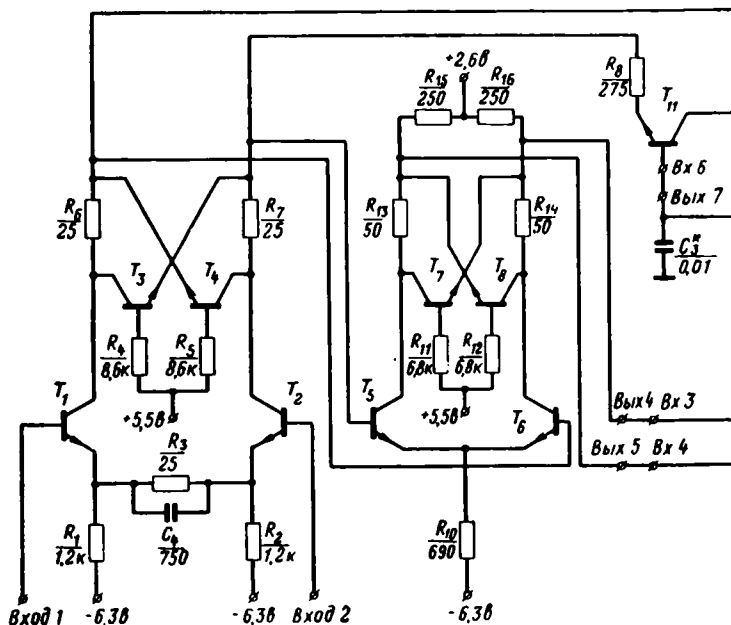 +2,6в
R15
250
R16
250
R8
275
T11
Вх 6
Вых 7
C3*
0,01
R6
25
R7
25
R13
50
R14
50
T3
T4
T7
T8
R4
8,6к
R5
8,6к
R11
6,8к
R12
6,8к
+5,5в
+5,5в
T1
T2
T5
T6
Вых4
Вх 3
Вых 5
Вх 4
R3
25
C4
750
R1
1,2к
R2
1,2к
R10
690
Вход 1
-6,3в
-6,3в
Вход 2
-6,3в